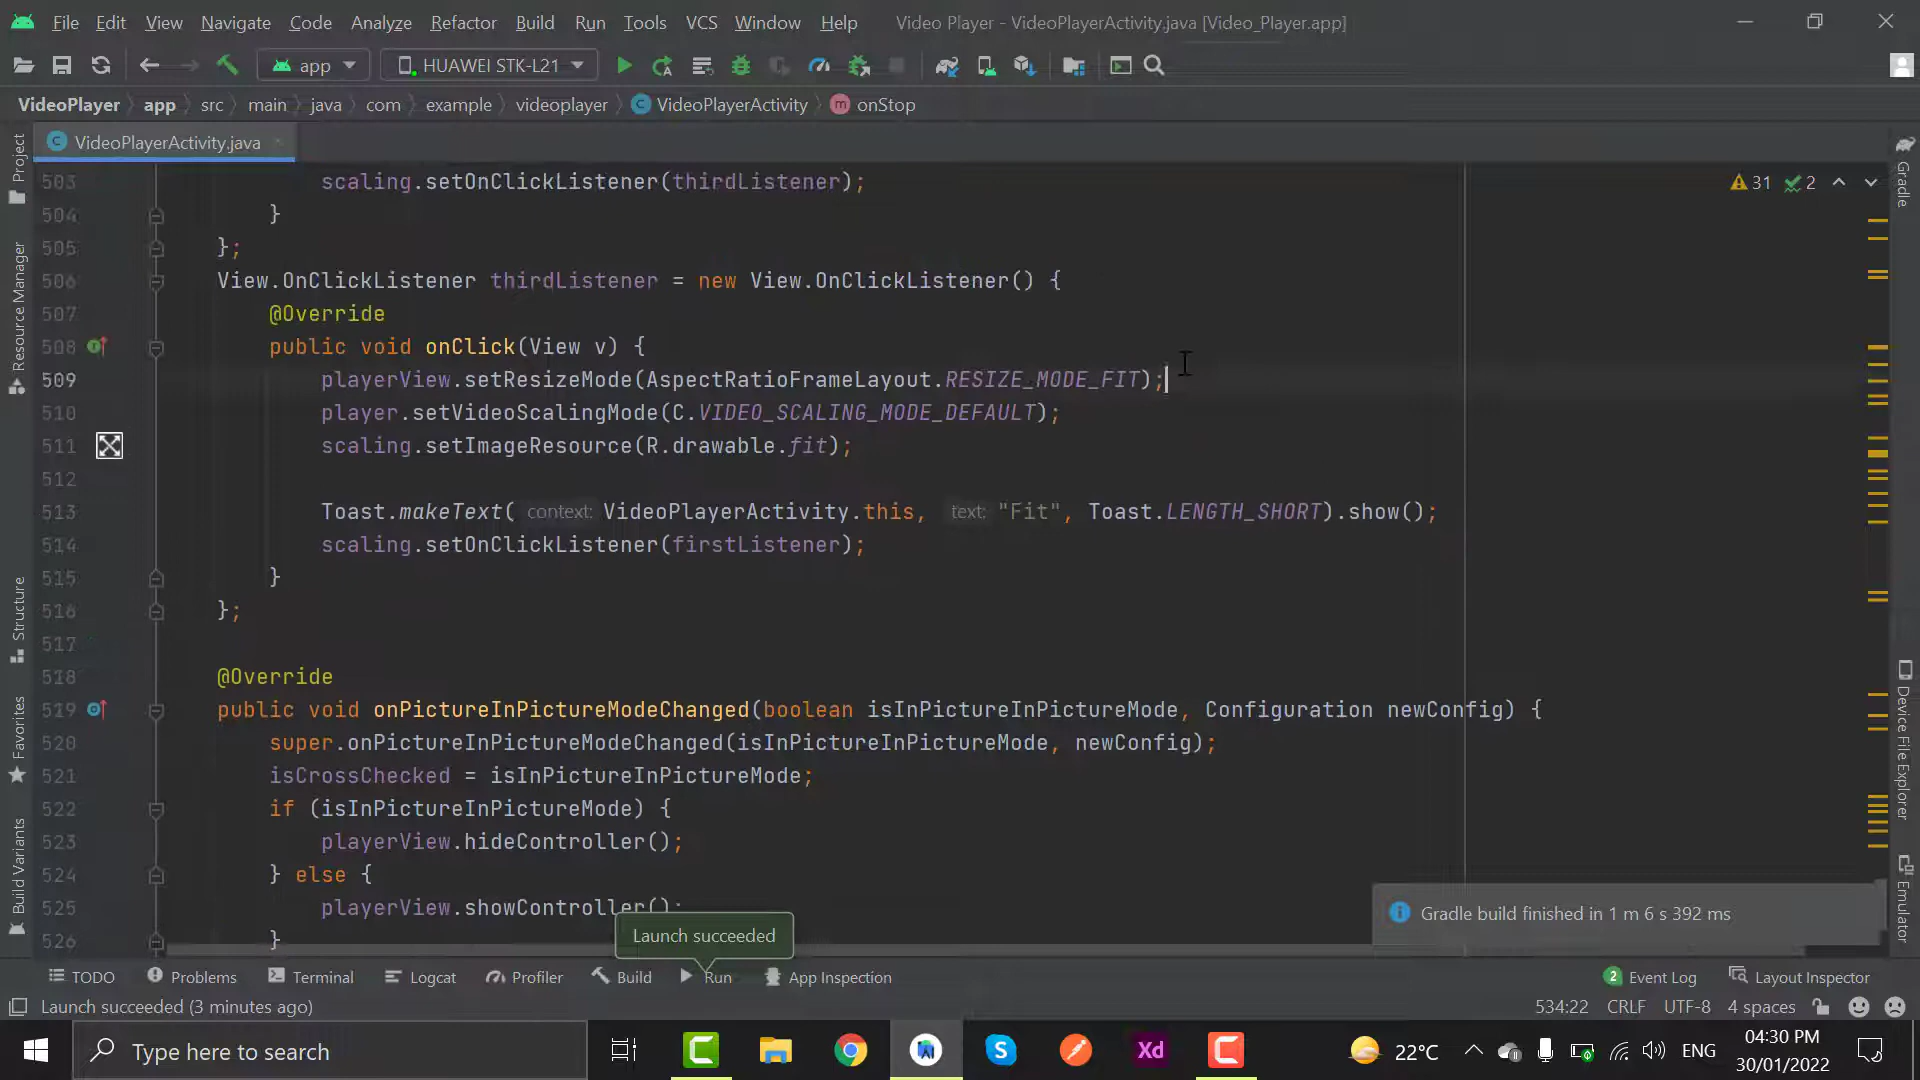 File Edit View Navigate Code Analyze Refactor Build Run Tools VCS Window Help Video Player - VideoPlayerActivity.java [Video_Player.app]
app HUAWEI STK-L21
VideoPlayer app src main java com example videoplayer C VideoPlayerActivity m onStop
C VideoPlayerActivity.java
31 2
503 scaling.setOnClickListener(thirdListener);
504 }
505 };
506 View.OnClickListener thirdListener = new View.OnClickListener() {
507 @Override
508 public void onClick(View v) {
509 playerView.setResizeMode(AspectRatioFrameLayout.RESIZE_MODE_FIT);
510 player.setVideoScalingMode(C.VIDEO_SCALING_MODE_DEFAULT);
511 scaling.setImageResource(R.drawable.fit);
512
513 Toast.makeText( context: VideoPlayerActivity.this, text: "Fit", Toast.LENGTH_SHORT).show();
514 scaling.setOnClickListener(firstListener);
515 }
516 };
517
518 @Override
519 public void onPictureInPictureModeChanged(boolean isInPictureInPictureMode, Configuration newConfig) {
520 super.onPictureInPictureModeChanged(isInPictureInPictureMode, newConfig);
521 isCrossChecked = isInPictureInPictureMode;
522 if (isInPictureInPictureMode) {
523 playerView.hideController();
524 } else {
525 playerView.showController();
526 }
Project
Resource Manager
Structure
Favorites
Build Variants
Gradle
Device File Explorer
Emulator
Gradle build finished in 1 m 6 s 392 ms
Launch succeeded
TODO Problems Terminal Logcat Profiler Build Run App Inspection 2 Event Log Layout Inspector
Launch succeeded (3 minutes ago) 534:22 CRLF UTF-8 4 spaces
Type here to search Xd 22°C ENG 04:30 PM
30/01/2022